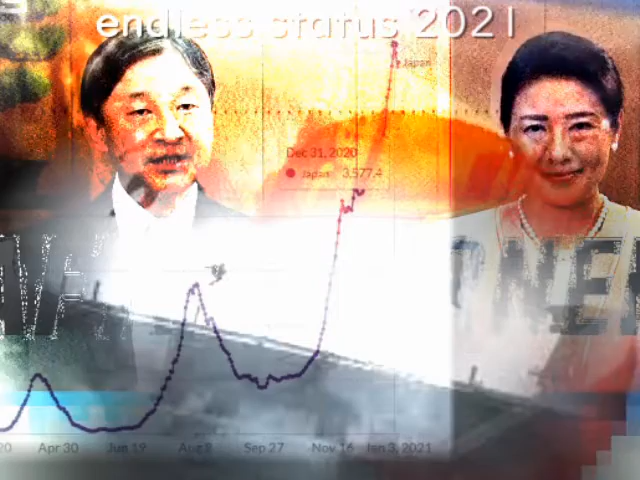 endless status 2021
Japan
Dec 31, 2020
Japan 3,577.4
20 Apr 30 Jun 19 Aug 8 Sep 27 Nov 16 Jan 3, 2021